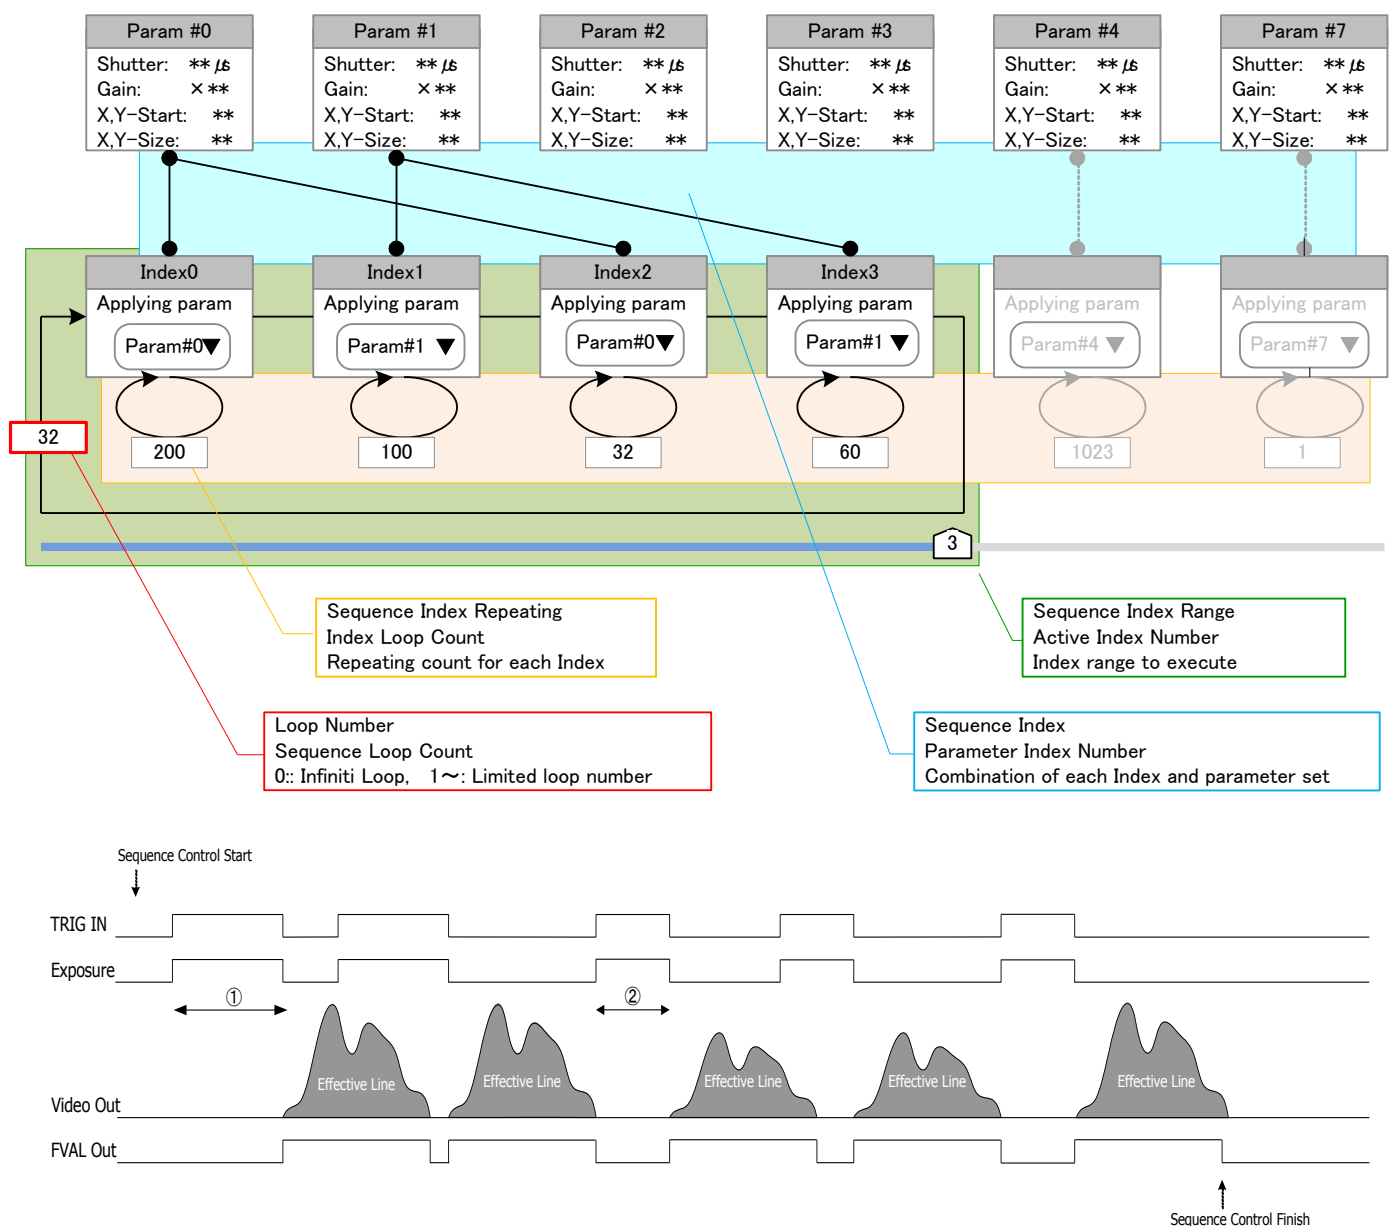 Param #0
Param #1
Param #2
Param #3
Param #4
Param #7
Shutter: ** μs
Gain: ×**
X,Y-Start: **
X,Y-Size: **
Shutter: ** μs
Gain: ×**
X,Y-Start: **
X,Y-Size: **
Shutter: ** μs
Gain: ×**
X,Y-Start: **
X,Y-Size: **
Shutter: ** μs
Gain: ×**
X,Y-Start: **
X,Y-Size: **
Shutter: ** μs
Gain: ×**
X,Y-Start: **
X,Y-Size: **
Shutter: ** μs
Gain: ×**
X,Y-Start: **
X,Y-Size: **
Index0
Index1
Index2
Index3
Applying param
Applying param
Applying param
Applying param
Applying param
Applying param
Param#0▼
Param#1 ▼
Param#0▼
Param#1 ▼
Param#4 ▼
Param#7 ▼
32
200
100
32
60
1023
1
3
Sequence Index Repeating
Index Loop Count
Repeating count for each Index
Sequence Index Range
Active Index Number
Index range to execute
Loop Number
Sequence Loop Count
0:: Infiniti Loop, 1～: Limited loop number
Sequence Index
Parameter Index Number
Combination of each Index and parameter set
Sequence Control Start
TRIG IN
Exposure
①
②
Effective Line
Effective Line
Effective Line
Effective Line
Effective Line
Video Out
FVAL Out
Sequence Control Finish